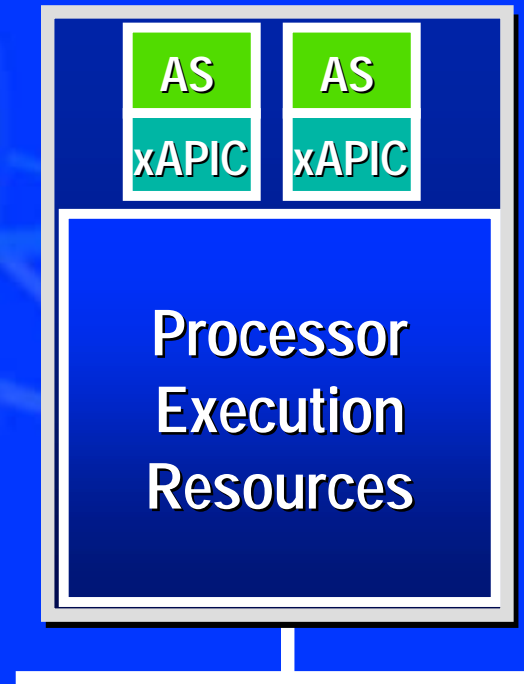 AS AS
xAPIC xAPIC
Processor
Execution
Resources